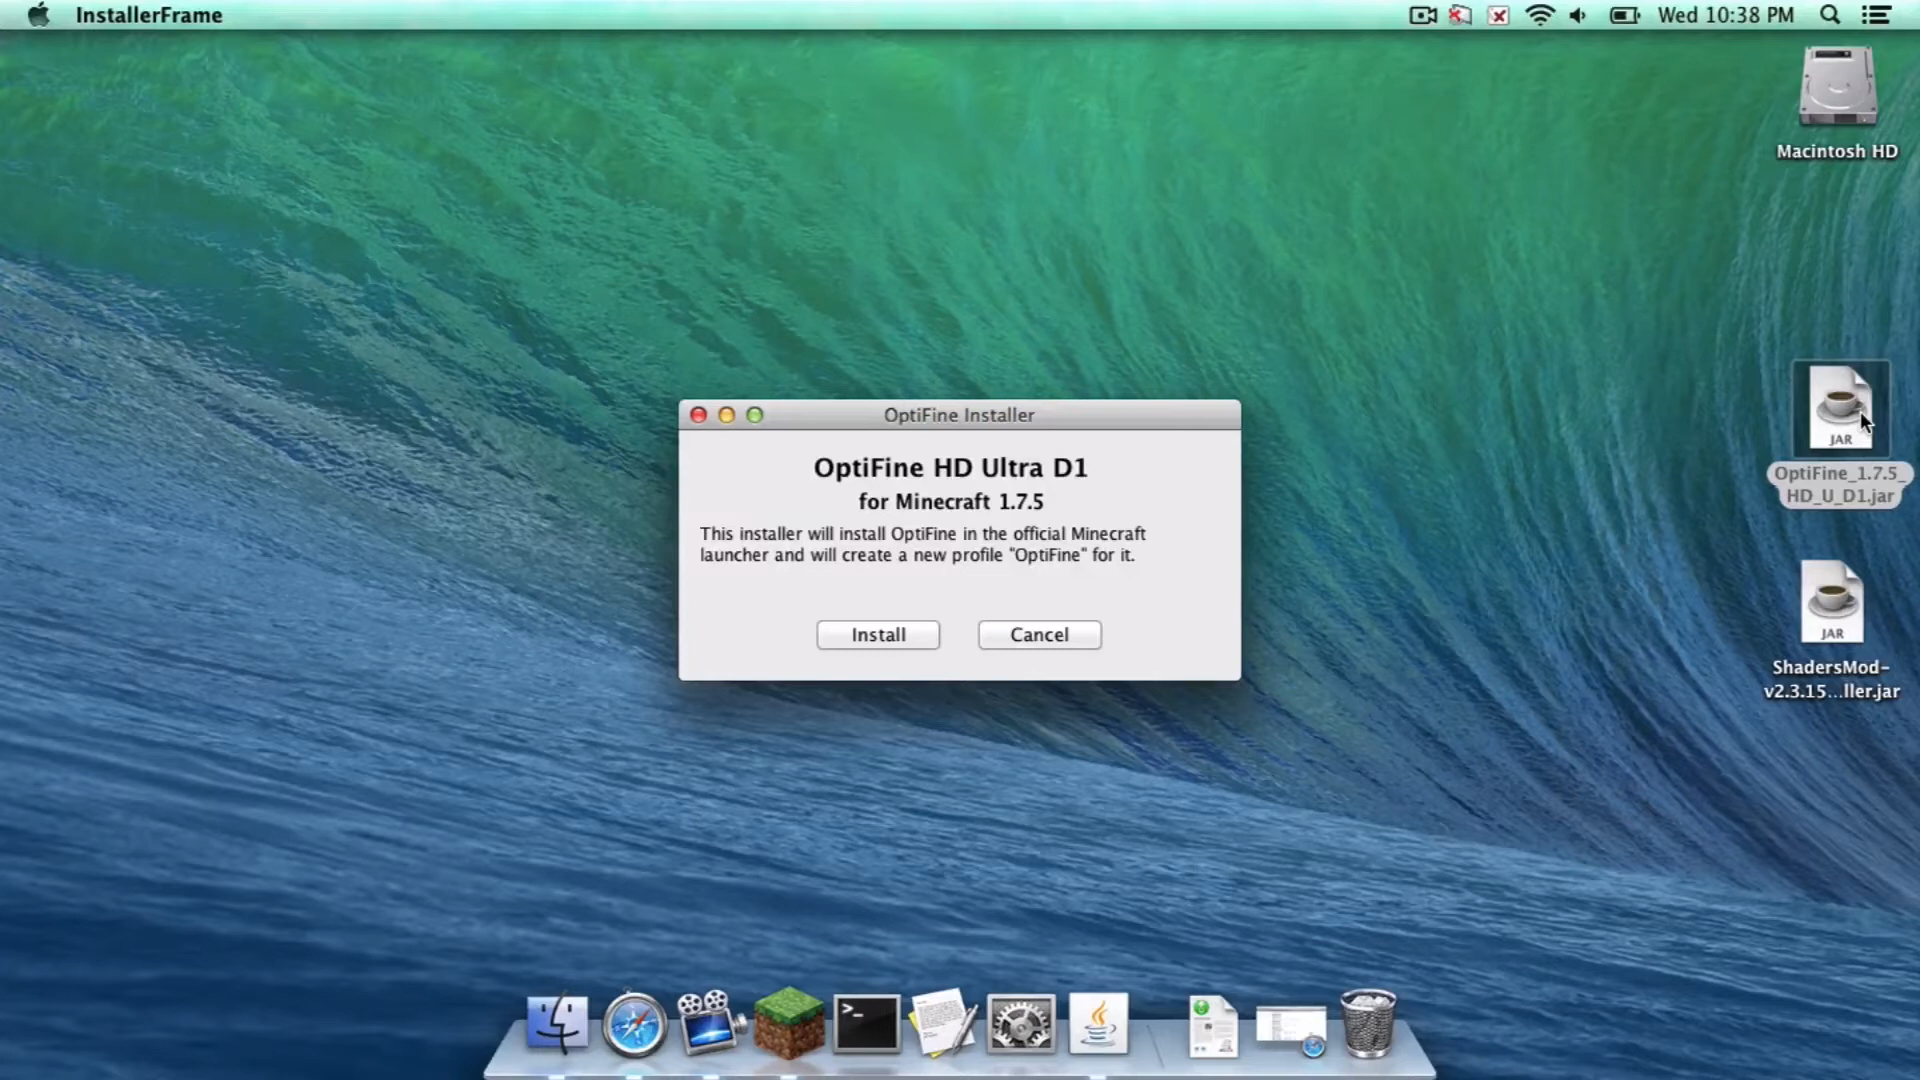 InstallerFrame
Wed 10:38 PM
Macintosh HD
OptiFine Installer
OptiFine HD Ultra D1
for Minecraft 1.7.5
This installer will install OptiFine in the official Minecraft
launcher and will create a new profile "OptiFine" for it.
Install
Cancel
JAR
OptiFine_1.7.5_
HD_U_D1.jar
JAR
ShadersMod-
v2.3.15...ller.jar
>_